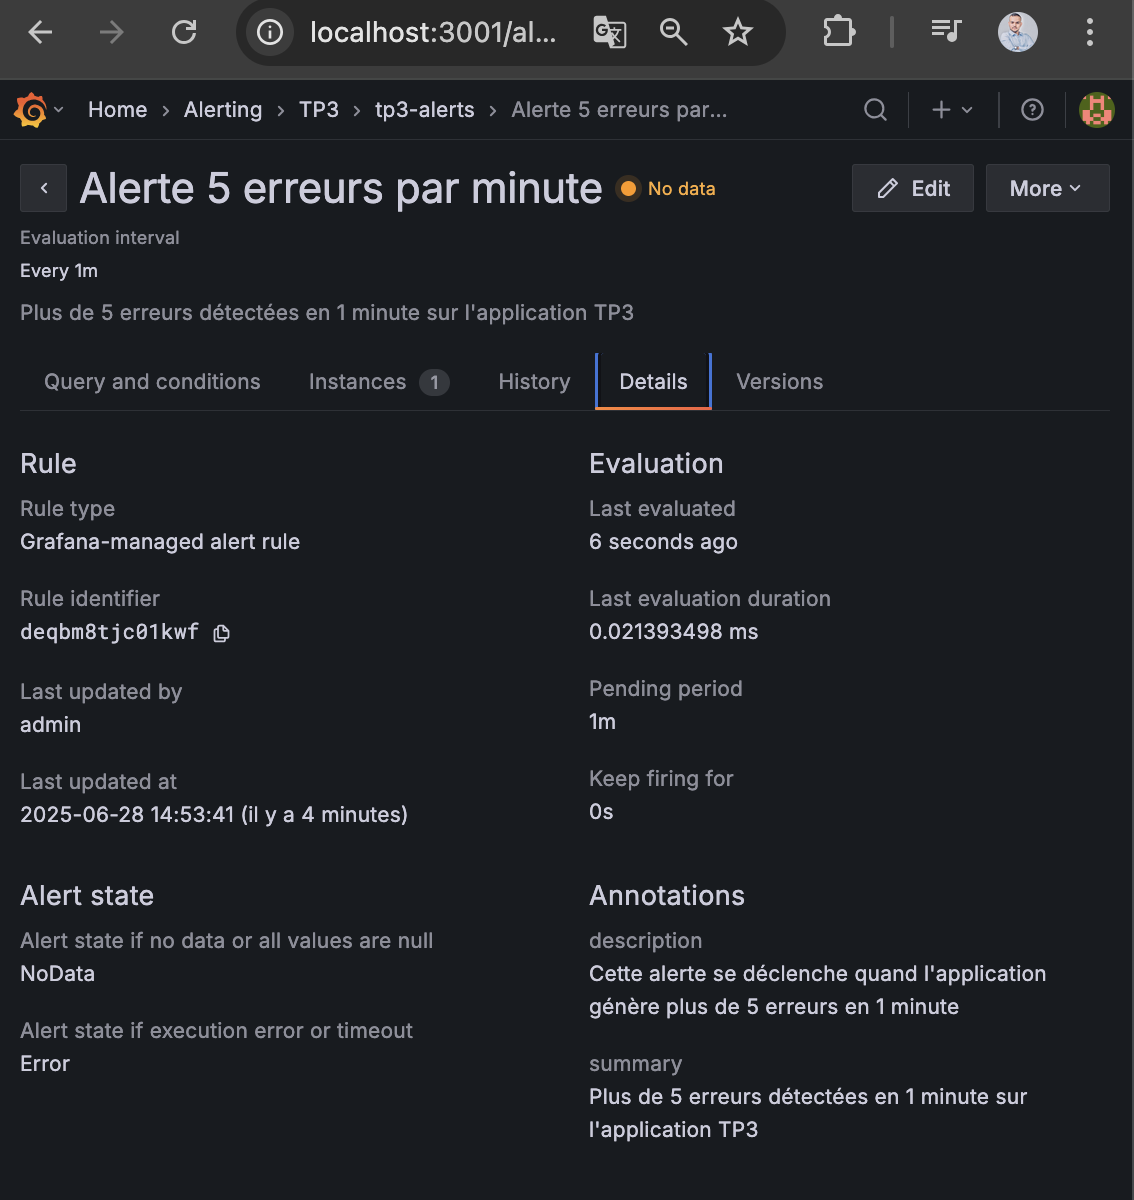 localhost:3001/al...
Home › Alerting › TP3 › tp3-alerts › Alerte 5 erreurs par...
Alerte 5 erreurs par minute
No data
Edit
More
Evaluation interval
Every 1m
Plus de 5 erreurs détectées en 1 minute sur l'application TP3
Query and conditions
Instances 1
History
Details
Versions
Rule
Rule type
Grafana-managed alert rule
Rule identifier
deqbm8tjc01kwf
Last updated by
admin
Last updated at
2025-06-28 14:53:41 (il y a 4 minutes)
Evaluation
Last evaluated
6 seconds ago
Last evaluation duration
0.021393498 ms
Pending period
1m
Keep firing for
0s
Alert state
Alert state if no data or all values are null
NoData
Alert state if execution error or timeout
Error
Annotations
description
Cette alerte se déclenche quand l'application
génère plus de 5 erreurs en 1 minute
summary
Plus de 5 erreurs détectées en 1 minute sur
l'application TP3